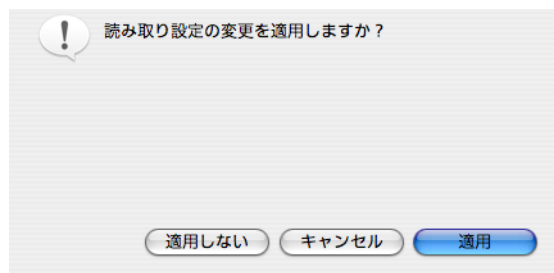 読み取り設定の変更を適用しますか？
適用しない キャンセル 適用